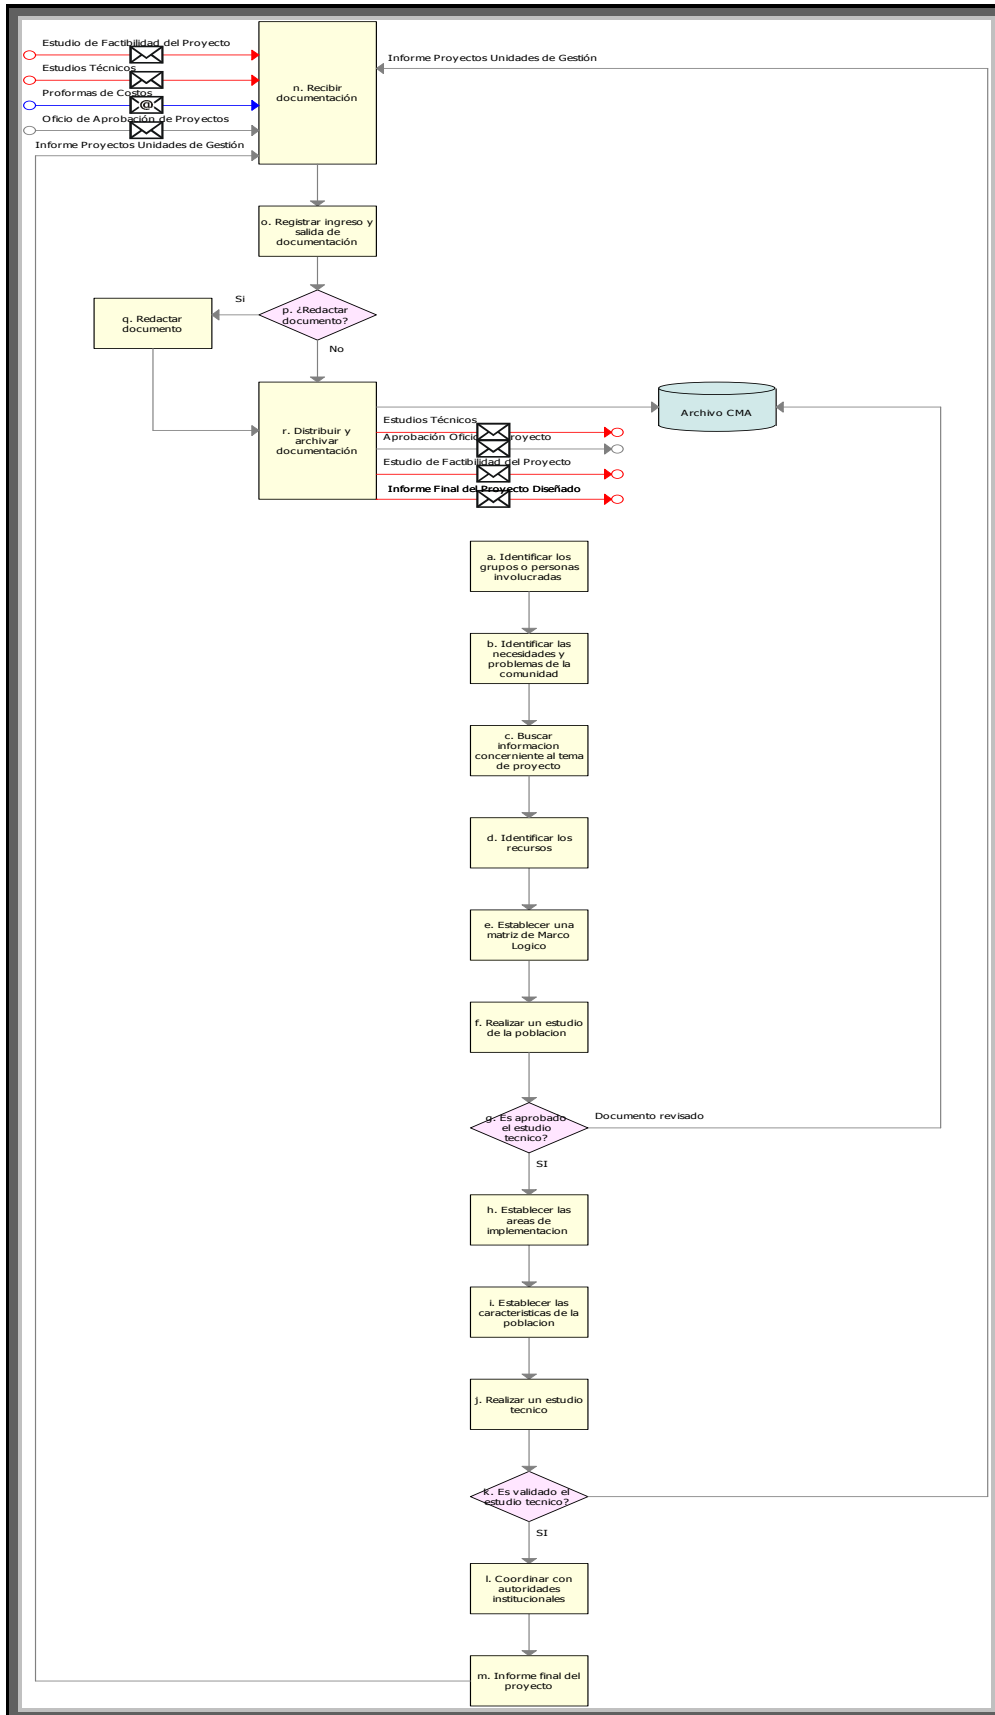 Estudio de Factibilidad del Proyecto
Estudios Técnicos
Proformas de Costos
@
Oficio de Aprobación de Proyectos
Informe Proyectos Unidades de Gestión
n. Recibir
documentación
Informe Proyectos Unidades de Gestión
o. Registrar ingreso y
salida de
documentación
Si
p. ¿Redactar
documento?
q. Redactar
documento
No
r. Distribuir y
archivar
documentación
Archivo CMA
Estudios Técnicos
Aprobación royecto
Estudio de Factibilidad del Proyecto
Informe Final del Proyecto Diseñado
a. Identificar los
grupos o personas
involucradas
b. Identificar las
necesidades y
problemas de la
comunidad
c. Buscar
informacion
concerniente al tema
de proyecto
d. Identificar los
recursos
e. Establecer una
matriz de Marco
Logico
f. Realizar un estudio
de la poblacion
g. Es aprobado
el estudio
tecnico?
Documento revisado
SI
h. Establecer las
areas de
implementacion
i. Establecer las
caracteristicas de la
poblacion
j. Realizar un estudio
tecnico
k. Es validado el
estudio tecnico?
SI
l. Coordinar con
autoridades
institucionales
m. Informe final del
proyecto